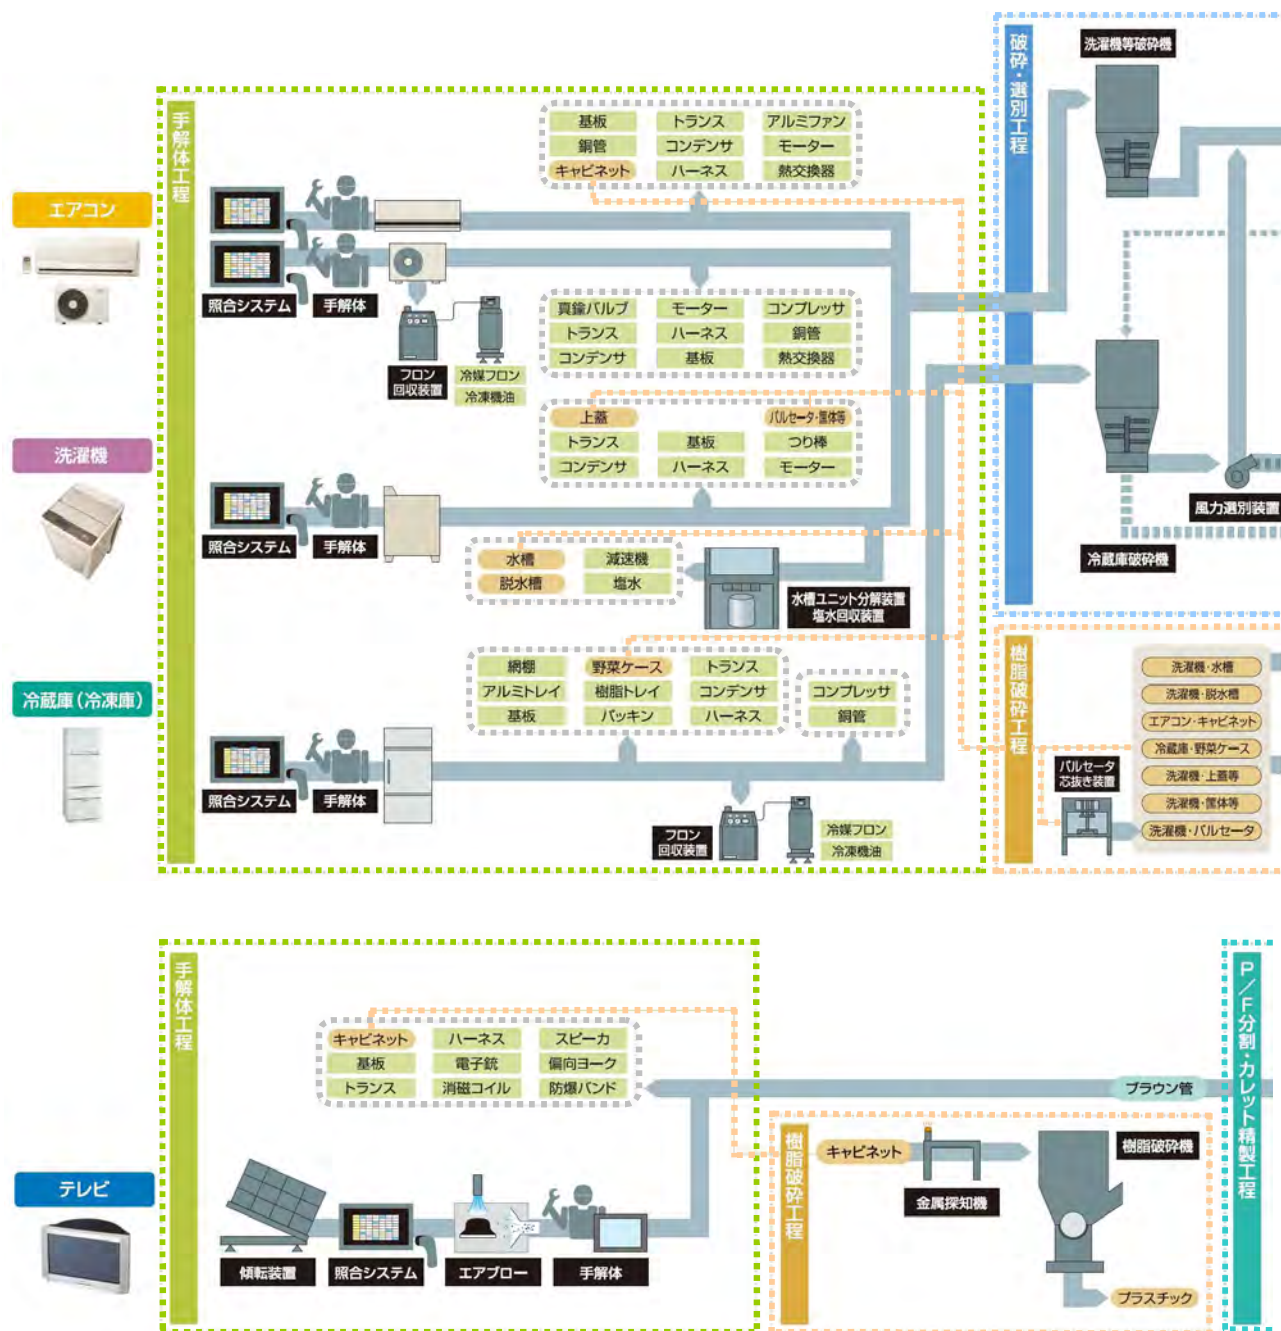 破砕・選別工程
洗濯機等破砕機
手解体工程
基板
トランス
アルミファン
銅管
コンデンサ
モーター
キャビネット
ハーネス
熱交換器
エアコン
照合システム
手解体
真鍮バルブ
モーター
コンプレッサ
トランス
ハーネス
銅管
コンデンサ
基板
熱交換器
フロン
回収装置
冷媒フロン
冷凍機油
上蓋
パルセータ・筐体等
トランス
基板
つり棒
コンデンサ
ハーネス
モーター
洗濯機
照合システム
手解体
風力選別装置
冷蔵庫破砕機
水槽
減速機
脱水槽
塩水
水槽ユニット分解装置
塩水回収装置
樹脂破砕工程
網棚
野菜ケース
トランス
アルミトレイ
樹脂トレイ
コンデンサ
基板
パッキン
ハーネス
コンプレッサ
銅管
冷蔵庫(冷凍庫)
照合システム
手解体
フロン
回収装置
冷媒フロン
冷凍機油
パルセータ
芯抜き装置
洗濯機・水槽
洗濯機・脱水槽
エアコン・キャビネット
冷蔵庫・野菜ケース
洗濯機・上蓋等
洗濯機・筐体等
洗濯機・パルセータ
手解体工程
キャビネット
ハーネス
スピーカ
基板
電子銃
偏向ヨーク
トランス
消磁コイル
防爆バンド
ブラウン管
P/F分割・カレット精製工程
テレビ
傾転装置
照合システム
エアブロー
手解体
樹脂破砕工程
キャビネット
金属探知機
樹脂破砕機
プラスチック